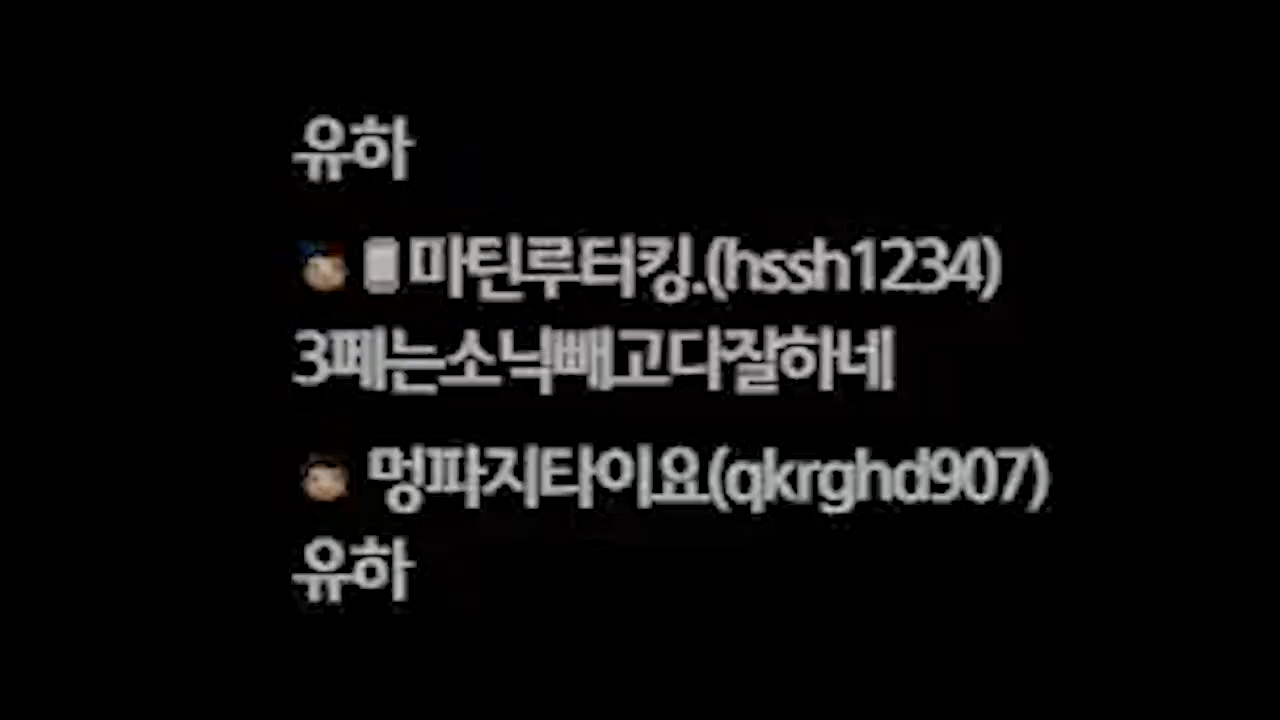 유하
마틴루터킹.(hssh1234)
3페는소닉빼고다잘하네
멍파지타이요(qkrghd907)
유하